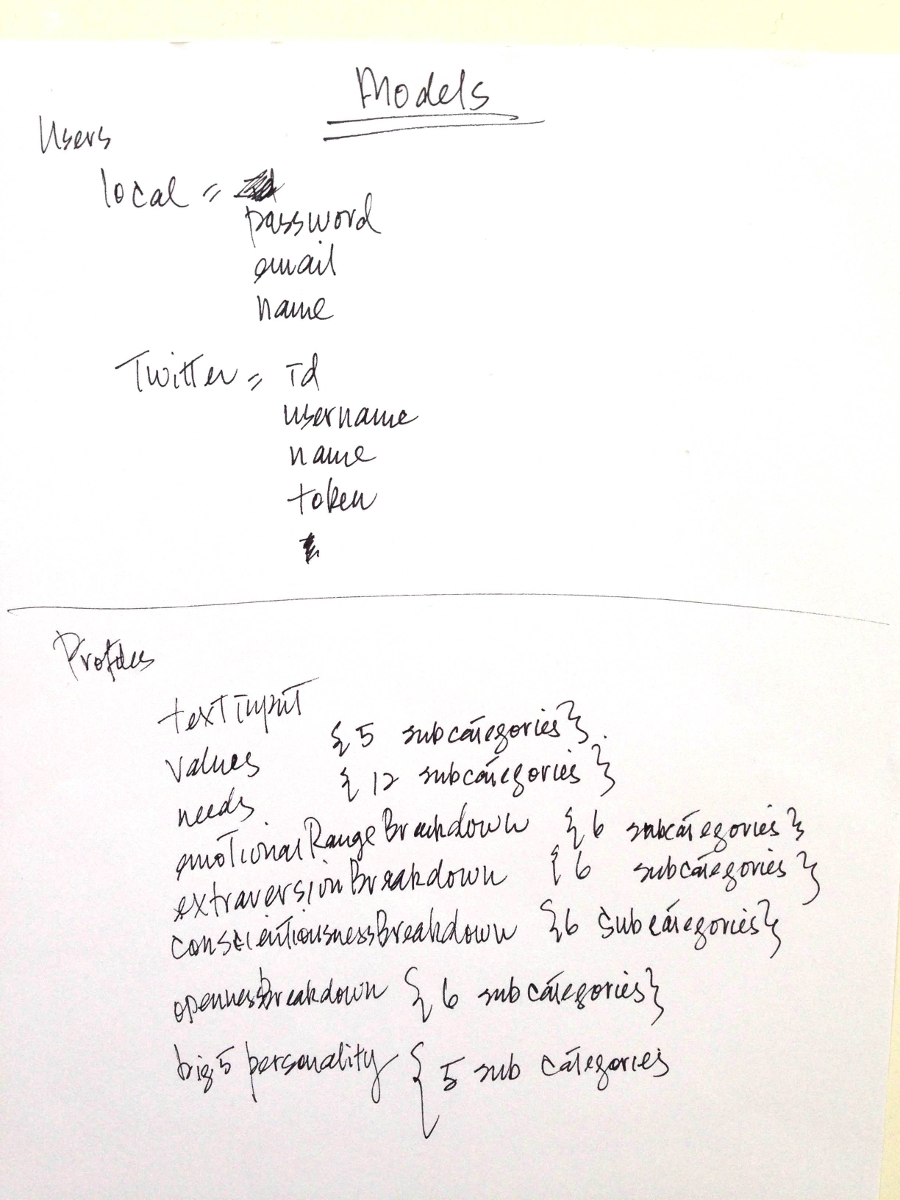 Models
Users
local =
password
email
name
Twitter = id
username
name
token
Profiles
textinput
values {5 subcategories}.
needs {12 subcategories}
emotionalRangeBreakdown {6 subcategories}
extraversionBreakdown {6 subcategories}
conscientiousnessBreakdown {6 subcategories}
opennessBreakdown {6 subcategories}
big5 personality {5 sub categories